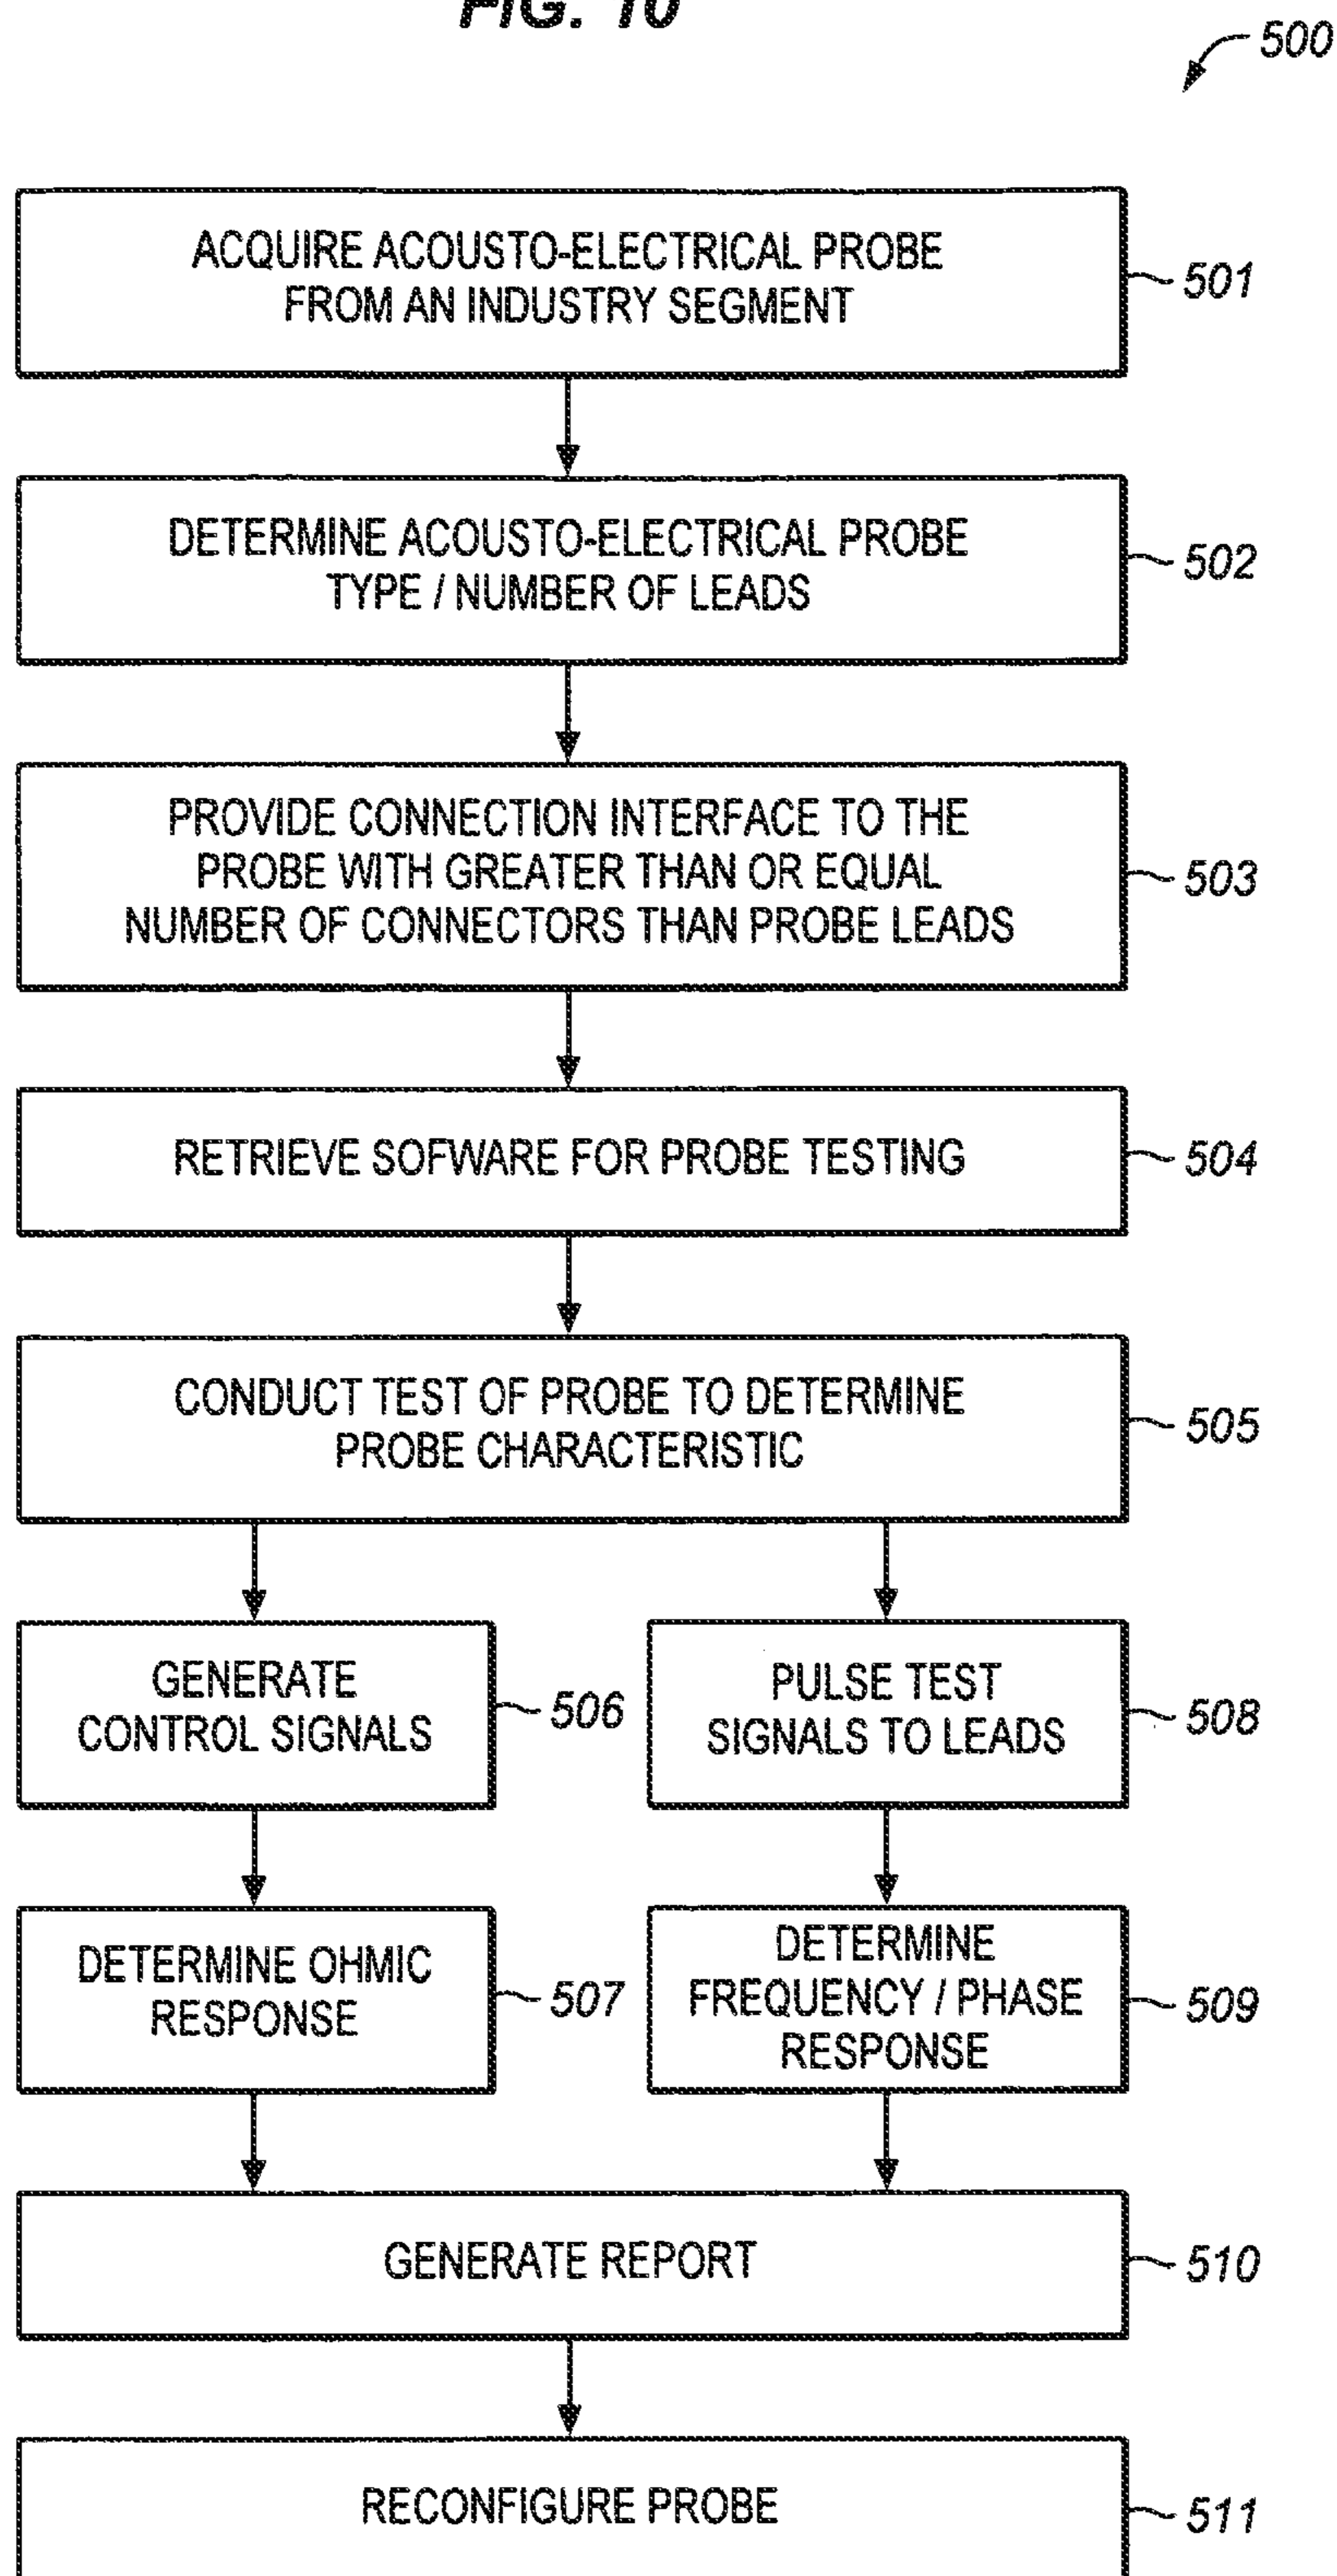 FIG. 10
500
ACQUIRE ACOUSTO-ELECTRICAL PROBE
FROM AN INDUSTRY SEGMENT
501
DETERMINE ACOUSTO-ELECTRICAL PROBE
TYPE / NUMBER OF LEADS
502
PROVIDE CONNECTION INTERFACE TO THE
PROBE WITH GREATER THAN OR EQUAL
NUMBER OF CONNECTORS THAN PROBE LEADS
503
RETRIEVE SOFWARE FOR PROBE TESTING
504
CONDUCT TEST OF PROBE TO DETERMINE
PROBE CHARACTERISTIC
505
GENERATE
CONTROL SIGNALS
506
PULSE TEST
SIGNALS TO LEADS
508
DETERMINE OHMIC
RESPONSE
507
DETERMINE
FREQUENCY / PHASE
RESPONSE
509
GENERATE REPORT
510
RECONFIGURE PROBE
511